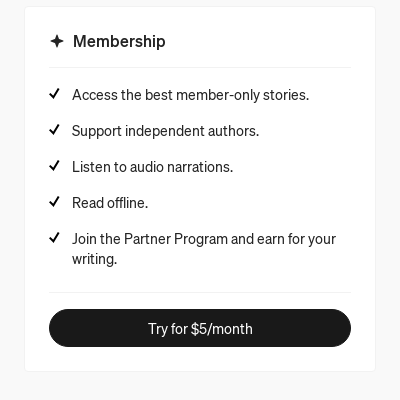 Membership
Access the best member-only stories.
Support independent authors.
Listen to audio narrations.
Read offline.
Join the Partner Program and earn for your
writing.
Try for $5/month